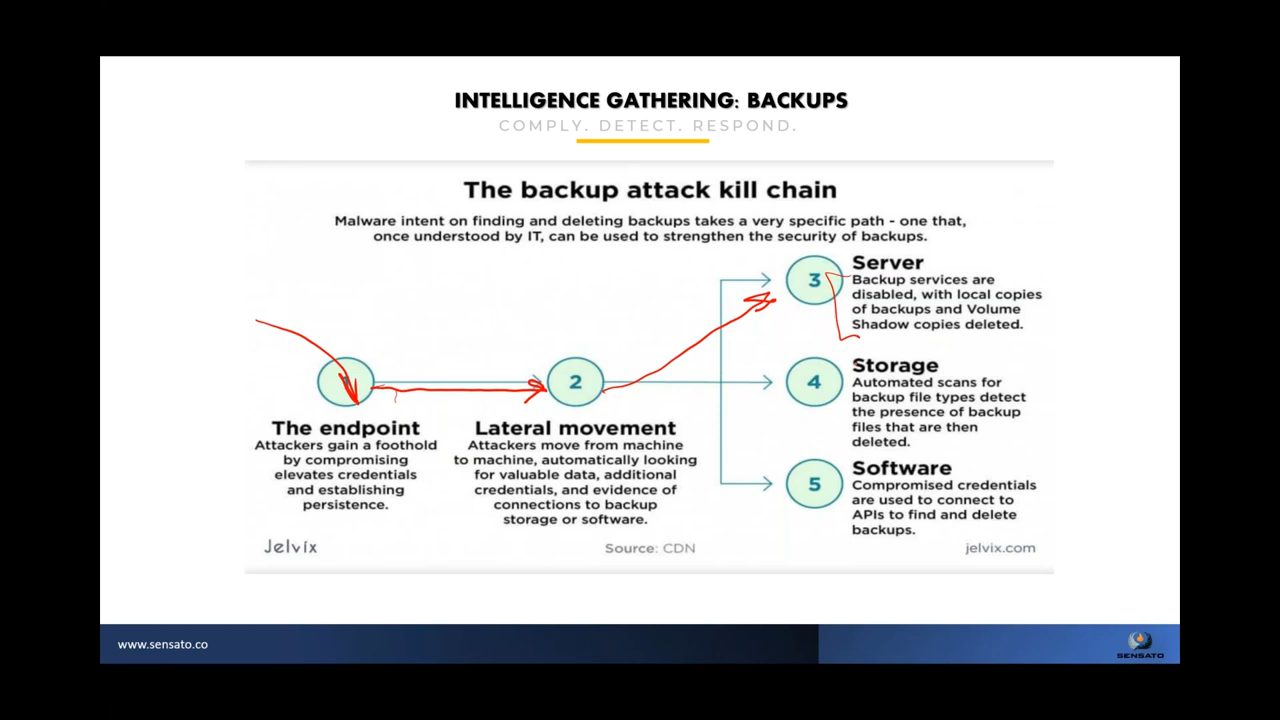 INTELLIGENCE GATHERING: BACKUPS
COMPLY. DETECT. RESPOND.
The backup attack kill chain
Malware intent on finding and deleting backups takes a very specific path - one that,
once understood by IT, can be used to strengthen the security of backups.
1
The endpoint
Attackers gain a foothold
by compromising
elevates credentials
and establishing
persistence.
2
Lateral movement
Attackers move from machine
to machine, automatically looking
for valuable data, additional
credentials, and evidence of
connections to backup
storage or software.
3
Server
Backup services are
disabled, with local copies
of backups and Volume
Shadow copies deleted.
4
Storage
Automated scans for
backup file types detect
the presence of backup
files that are then
deleted.
5
Software
Compromised credentials
are used to connect to
APIs to find and delete
backups.
Jelvix
Source: CDN
jelvix.com
www.sensato.co
SENSATO